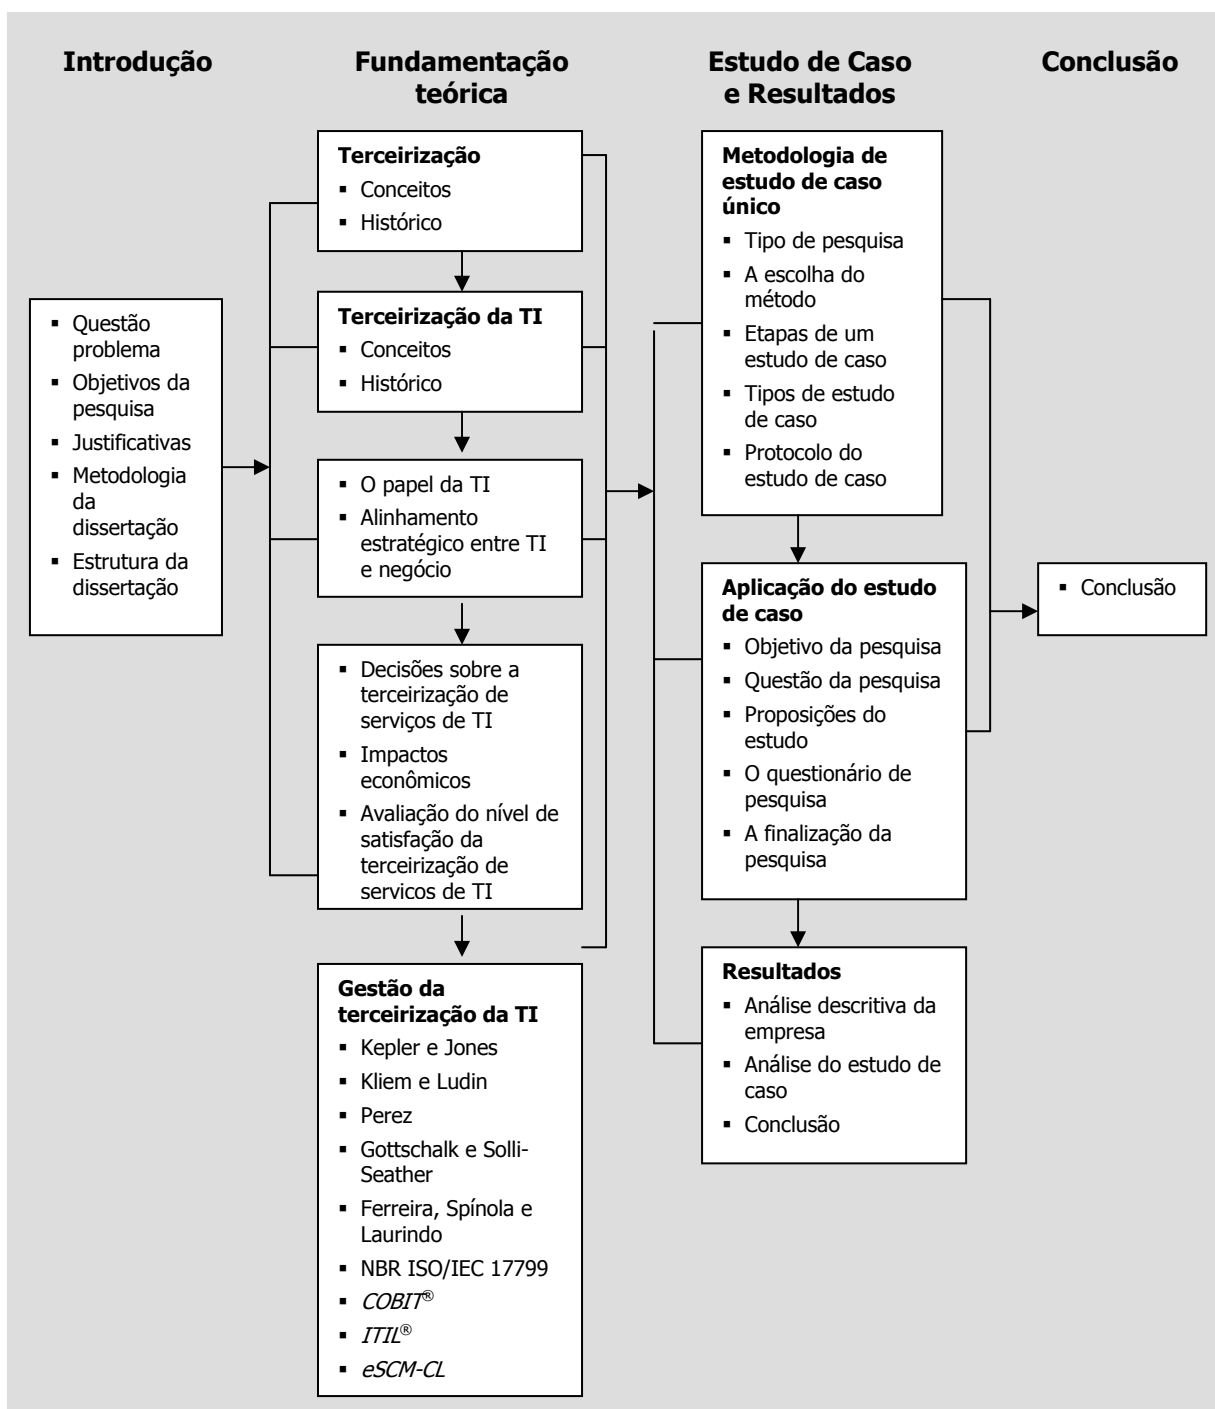 Introdução
Fundamentação
teórica
Estudo de Caso
e Resultados
Conclusão
▪ Questão
problema
▪ Objetivos da
pesquisa
▪ Justificativas
▪ Metodologia
da
dissertação
▪ Estrutura da
dissertação
Terceirização
▪ Conceitos
▪ Histórico
Terceirização da TI
▪ Conceitos
▪ Histórico
▪ O papel da TI
▪ Alinhamento
estratégico entre TI
e negócio
▪ Decisões sobre a
terceirização de
serviços de TI
▪ Impactos
econômicos
▪ Avaliação do nível de
satisfação da
terceirização de
servicos de TI
Gestão da
terceirização da TI
▪ Kepler e Jones
▪ Kliem e Ludin
▪ Perez
▪ Gottschalk e Solli-
Seather
▪ Ferreira, Spínola e
Laurindo
▪ NBR ISO/IEC 17799
▪ COBIT®
▪ ITIL®
▪ eSCM-CL
Metodologia de
estudo de caso
único
▪ Tipo de pesquisa
▪ A escolha do
método
▪ Etapas de um
estudo de caso
▪ Tipos de estudo
de caso
▪ Protocolo do
estudo de caso
Aplicação do estudo
de caso
▪ Objetivo da pesquisa
▪ Questão da pesquisa
▪ Proposições do
estudo
▪ O questionário de
pesquisa
▪ A finalização da
pesquisa
Resultados
▪ Análise descritiva da
empresa
▪ Análise do estudo de
caso
▪ Conclusão
▪ Conclusão